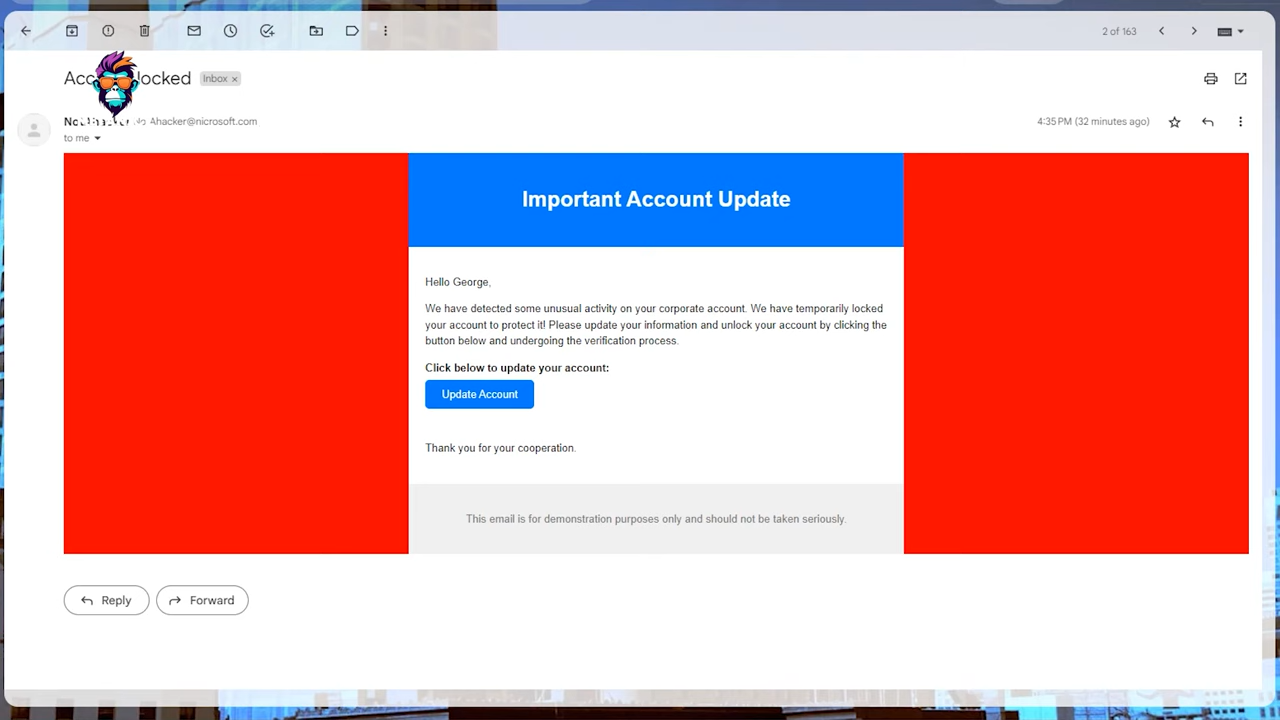 2 of 163
Inbox ×
Ahacker@nicrosoft.com
4:35 PM (32 minutes ago)
to me
Important Account Update
Hello George,
We have detected some unusual activity on your corporate account. We have temporarily locked
your account to protect it! Please update your information and unlock your account by clicking the
button below and undergoing the verification process.
Click below to update your account:
Update Account
Thank you for your cooperation.
This email is for demonstration purposes only and should not be taken seriously.
Reply
Forward